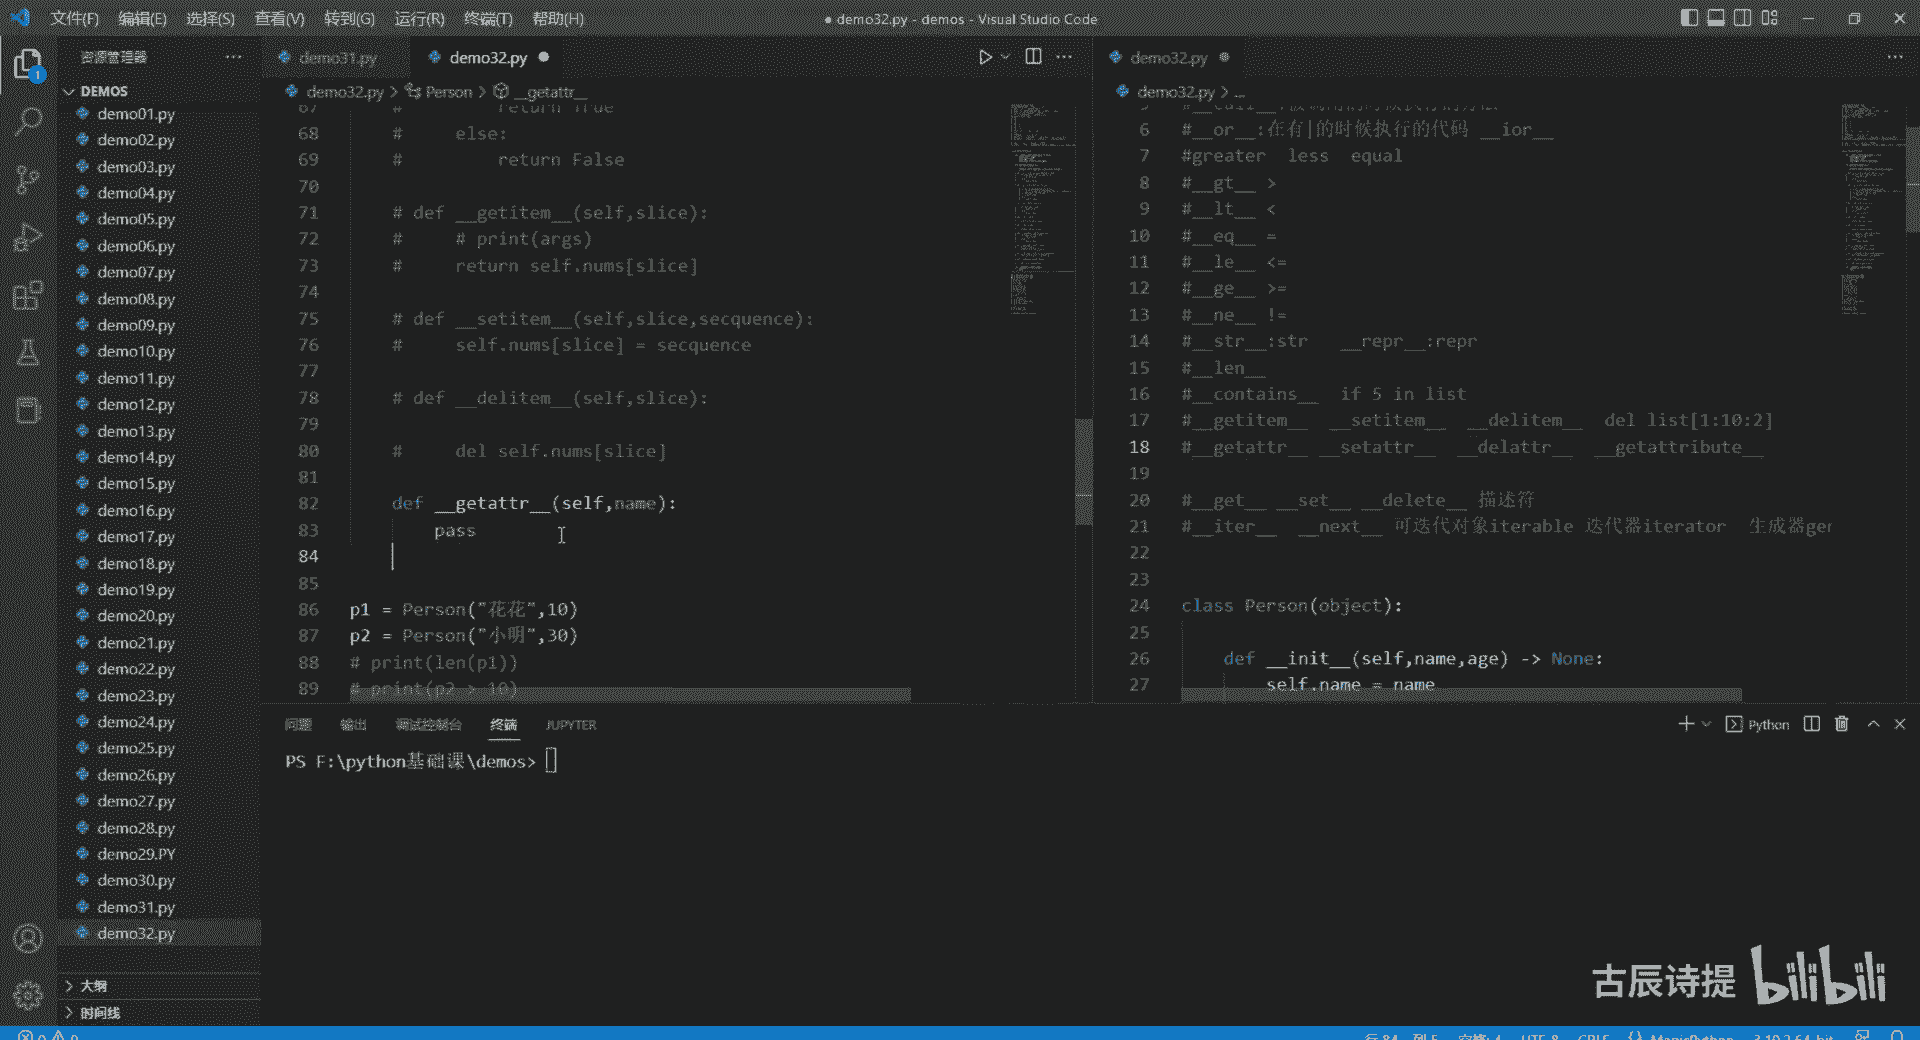 文件(F) 编辑(E) 选择(S) 查看(V) 转到(G) 运行(R) 终端(T) 帮助(H)
● demo32.py - demos - Visual Studio Code
资源管理器
DEMOS
demo01.py
demo02.py
demo03.py
demo04.py
demo05.py
demo06.py
demo07.py
demo08.py
demo09.py
demo10.py
demo11.py
demo12.py
demo13.py
demo14.py
demo15.py
demo16.py
demo17.py
demo18.py
demo19.py
demo20.py
demo21.py
demo22.py
demo23.py
demo24.py
demo25.py
demo26.py
demo27.py
demo28.py
demo29.PY
demo30.py
demo31.py
demo32.py
大纲
时间线
demo31.py demo32.py ●
demo32.py > Person > __getattr__
67 # return True
68 # else:
69 # return False
70
71 # def __getitem__(self,slice):
72 # # print(args)
73 # return self.nums[slice]
74
75 # def __setitem__(self,slice,secquence):
76 # self.nums[slice] = secquence
77
78 # def __delitem__(self,slice):
79
80 # del self.nums[slice]
81
82 def __getattr__(self,name):
83 pass
84
85
86 p1 = Person("花花",10)
87 p2 = Person("小明",30)
88 # print(len(p1))
89 # print(p2 > 10)
demo32.py ●
demo32.py > ...
6 #__or__:在有|的时候执行的代码 __ior__
7 #greater less equal
8 #__gt__ >
9 #__lt__ <
10 #__eq__ =
11 #__le__ <=
12 #__ge__ >=
13 #__ne__ !=
14 #__str__:str __repr__:repr
15 #__len__
16 #__contains__ if 5 in list
17 #__getitem__ __setitem__ __delitem__ del list[1:10:2]
18 #__getattr__ __setattr__ __delattr__ __getattribute__
19
20 #__get__ __set__ __delete__ 描述符
21 #__iter__ __next__ 可迭代对象iterable 迭代器iterator 生成器ger
22
23
24 class Person(object):
25
26 def __init__(self,name,age) -> None:
27 self.name = name
问题 输出 调试控制台 终端 JUPYTER
Python
PS F:\python基础课\demos>
古辰诗提 bilibili